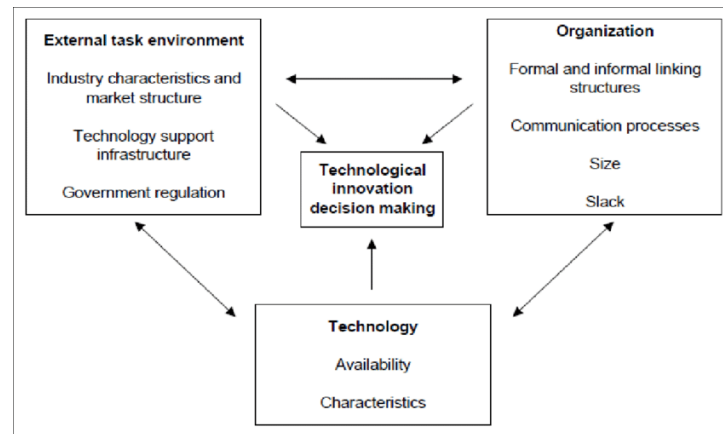 External task environment
Industry characteristics and
market structure
Technology support
infrastructure
Government regulation
Organization
Formal and informal linking
structures
Communication processes
Size
Slack
Technological
innovation
decision making
Technology
Availability
Characteristics